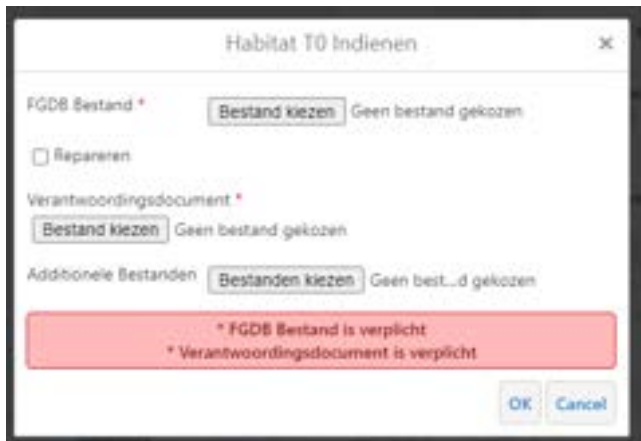 Habitat T0 Indienen ×
FGDB Bestand * Bestand kiezen Geen bestand gekozen
Repareren
Verantwoordingsdocument *
Bestand kiezen Geen bestand gekozen
Additionele Bestanden Bestanden kiezen Geen best...d gekozen
* FGDB Bestand is verplicht
* Verantwoordingsdocument is verplicht
OK Cancel